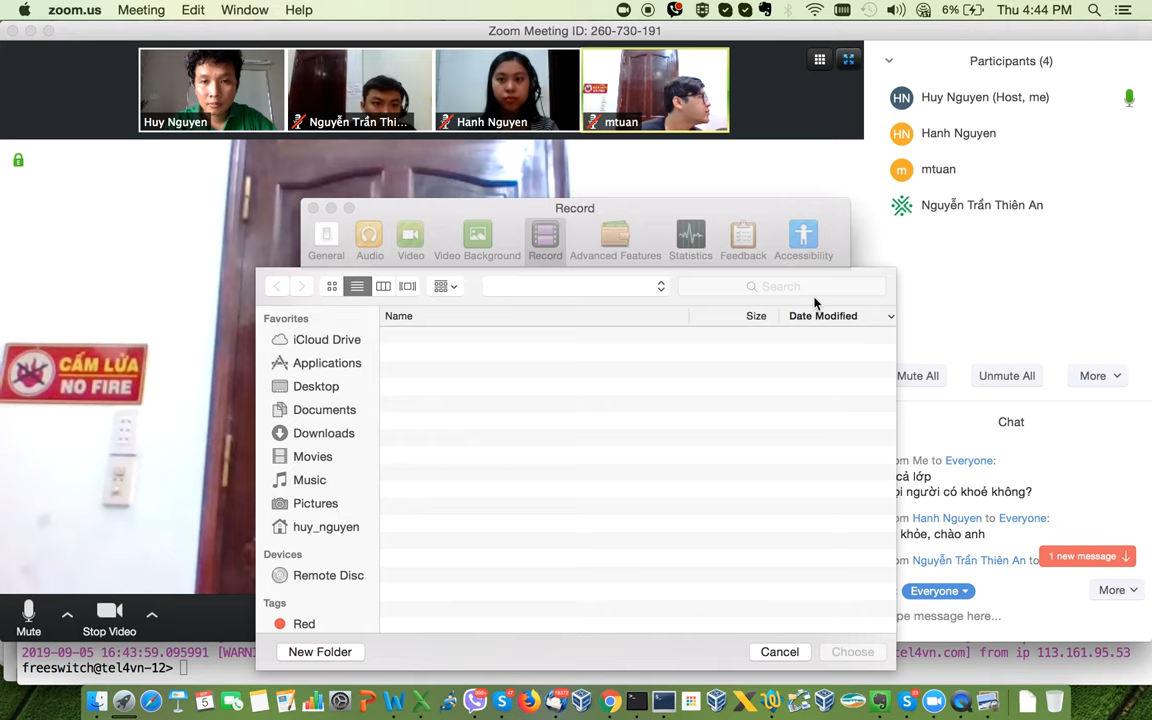 zoom.us Meeting Edit Window Help 6% Thu 4:44 PM
Zoom Meeting ID: 260-730-191
Huy Nguyen
Nguyễn Trần Thi...
Hanh Nguyen
mtuan
Participants (4)
HN Huy Nguyen (Host, me)
HN Hanh Nguyen
m mtuan
Nguyễn Trần Thiên An
Record
General Audio Video Video Background Record Advanced Features Statistics Feedback Accessibility
Search
Favorites
iCloud Drive
Applications
Desktop
Documents
Downloads
Movies
Music
Pictures
huy_nguyen
Devices
Remote Disc
Tags
Red
Name Size Date Modified
New Folder Cancel Choose
CẤM LỬA
NO FIRE
Mute All Unmute All More
Chat
om Me to Everyone:
cả lớp
ọi người có khoẻ không?
om Hanh Nguyen to Everyone:
khỏe, chào anh
om Nguyễn Trần Thiên An to
1 new message
Everyone More
pe message here...
Mute Stop Video
2019-09-05 16:43:59.095991 [WARN
tel4vn.com] from ip 113.161.95.53
freeswitch@tel4vn-12>